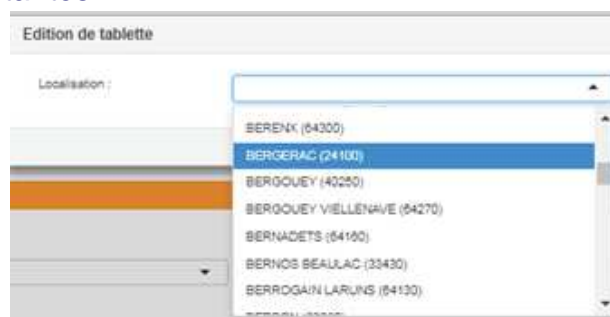 Edition de tablette
Localisation :
BERENX (64300)
BERGERAC (24100)
BERGOUEY (40250)
BERGOUEY VIELLENAVE (64270)
BERNADETS (64160)
BERNOS BEAULAC (33430)
BERROGAIN LARUNS (64130)